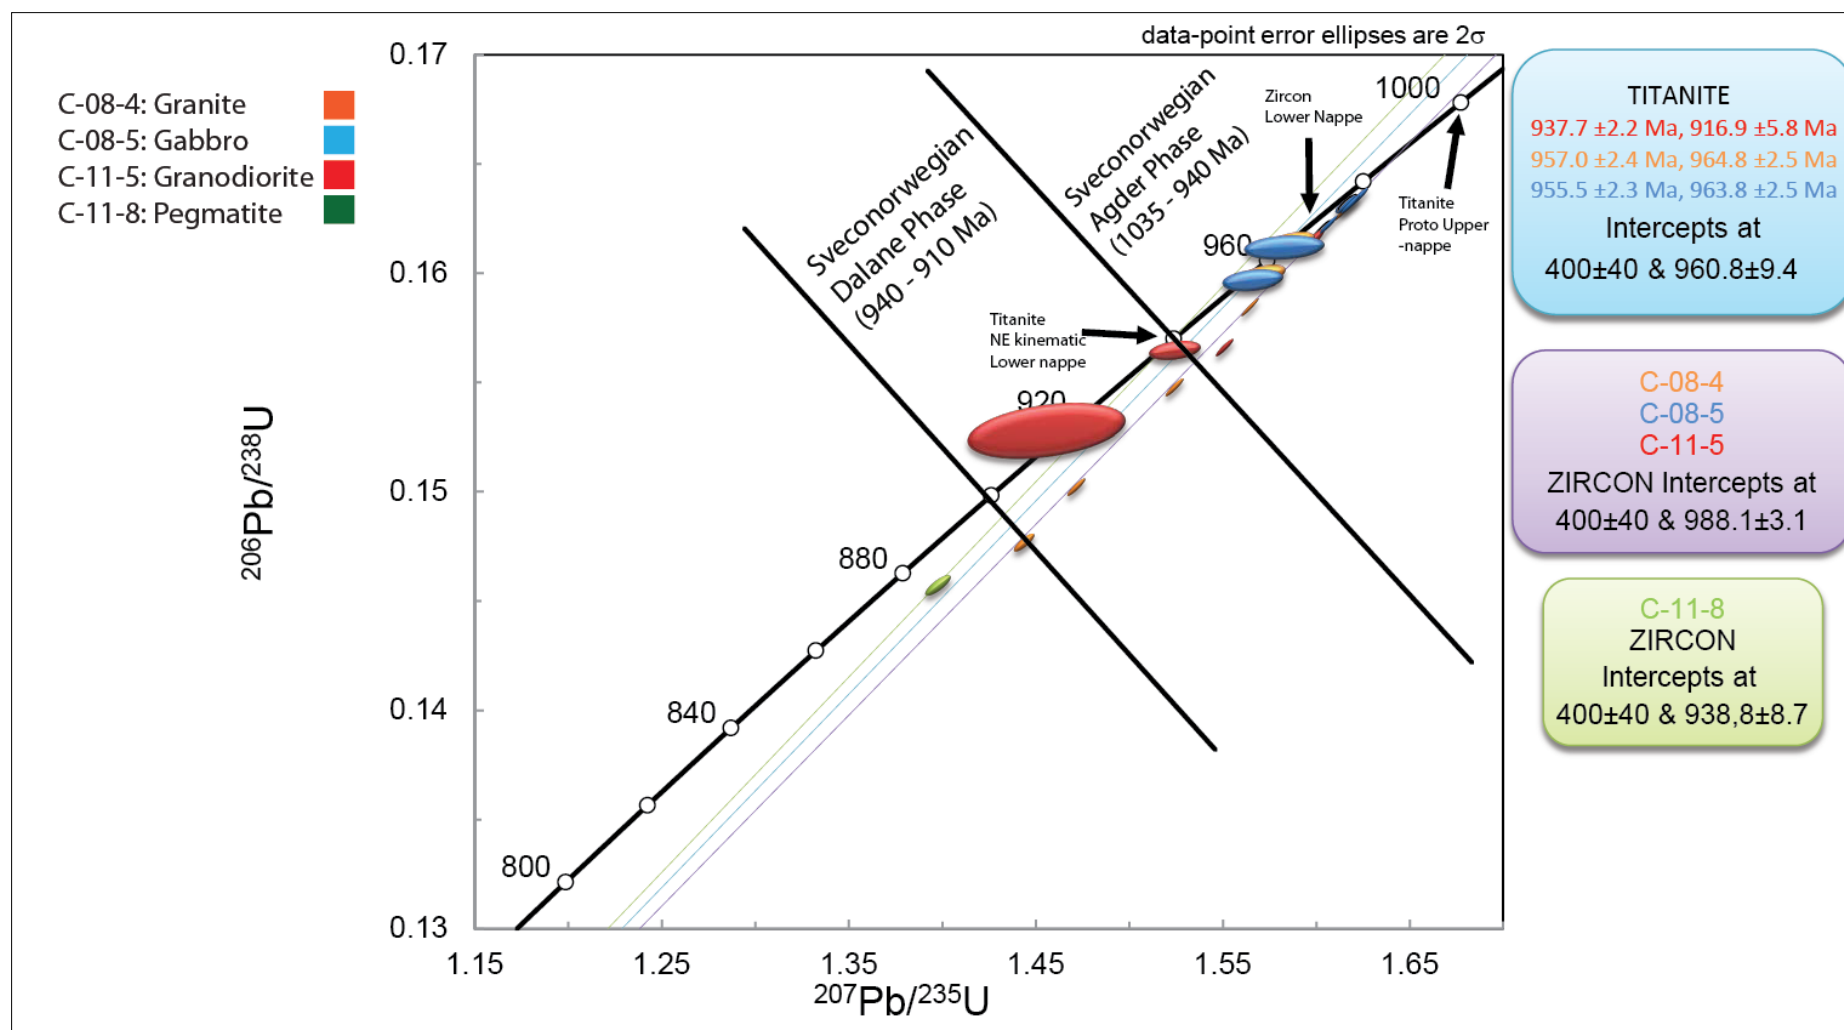 data-point error ellipses are 2σ
C-08-4: Granite
C-08-5: Gabbro
C-11-5: Granodiorite
C-11-8: Pegmatite
0.17
0.16
0.15
0.14
0.13
206Pb/238U
1.15
1.25
1.35
1.45
1.55
1.65
207Pb/235U
800
840
880
920
960
1000
Sveconorwegian
Dalane Phase
(940 - 910 Ma)
Sveconorwegian
Agder Phase
(1035 - 940 Ma)
Zircon
Lower Nappe
Titanite
Proto Upper
-nappe
Titanite
NE kinematic
Lower nappe
TITANITE
937.7 ±2.2 Ma, 916.9 ±5.8 Ma
957.0 ±2.4 Ma, 964.8 ±2.5 Ma
955.5 ±2.3 Ma, 963.8 ±2.5 Ma
Intercepts at
400±40 & 960.8±9.4
C-08-4
C-08-5
C-11-5
ZIRCON Intercepts at
400±40 & 988.1±3.1
C-11-8
ZIRCON
Intercepts at
400±40 & 938,8±8.7